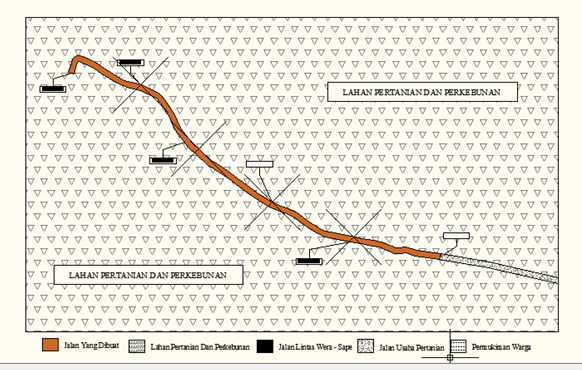 LAHAN PERTANIAN DAN PERKEBUNAN
LAHAN PERTANIAN DAN PERKEBUNAN
Jalan Yang Dibuat
Lahan Pertanian Dan Perkebunan
Jalan Lintas Wera - Sape
Jalan Usaha Pertanian
Permukiman Warga